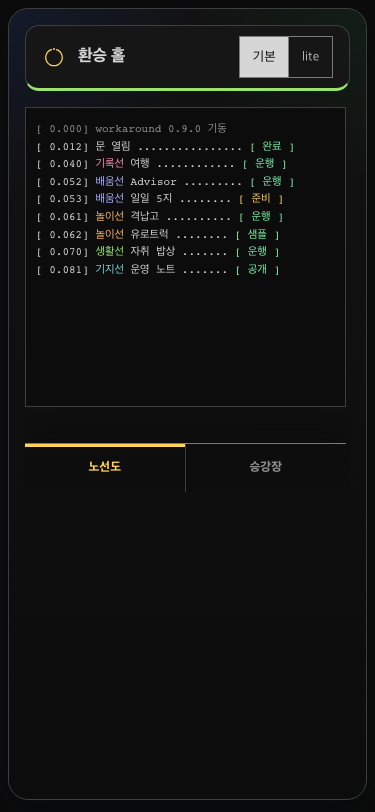 환승 홀
기본 lite
[ 0.000] workaround 0.9.0 기동
[ 0.012] 문 열림 ................ [ 완료 ]
[ 0.040] 기록선 여행 ............ [ 운행 ]
[ 0.052] 배움선 Advisor ......... [ 운행 ]
[ 0.053] 배움선 일일 5지 ........ [ 준비 ]
[ 0.061] 놀이선 격납고 .......... [ 운행 ]
[ 0.062] 놀이선 유로트럭 ........ [ 샘플 ]
[ 0.070] 생활선 자취 밥상 ....... [ 운행 ]
[ 0.081] 기지선 운영 노트 ....... [ 공개 ]
노선도 승강장